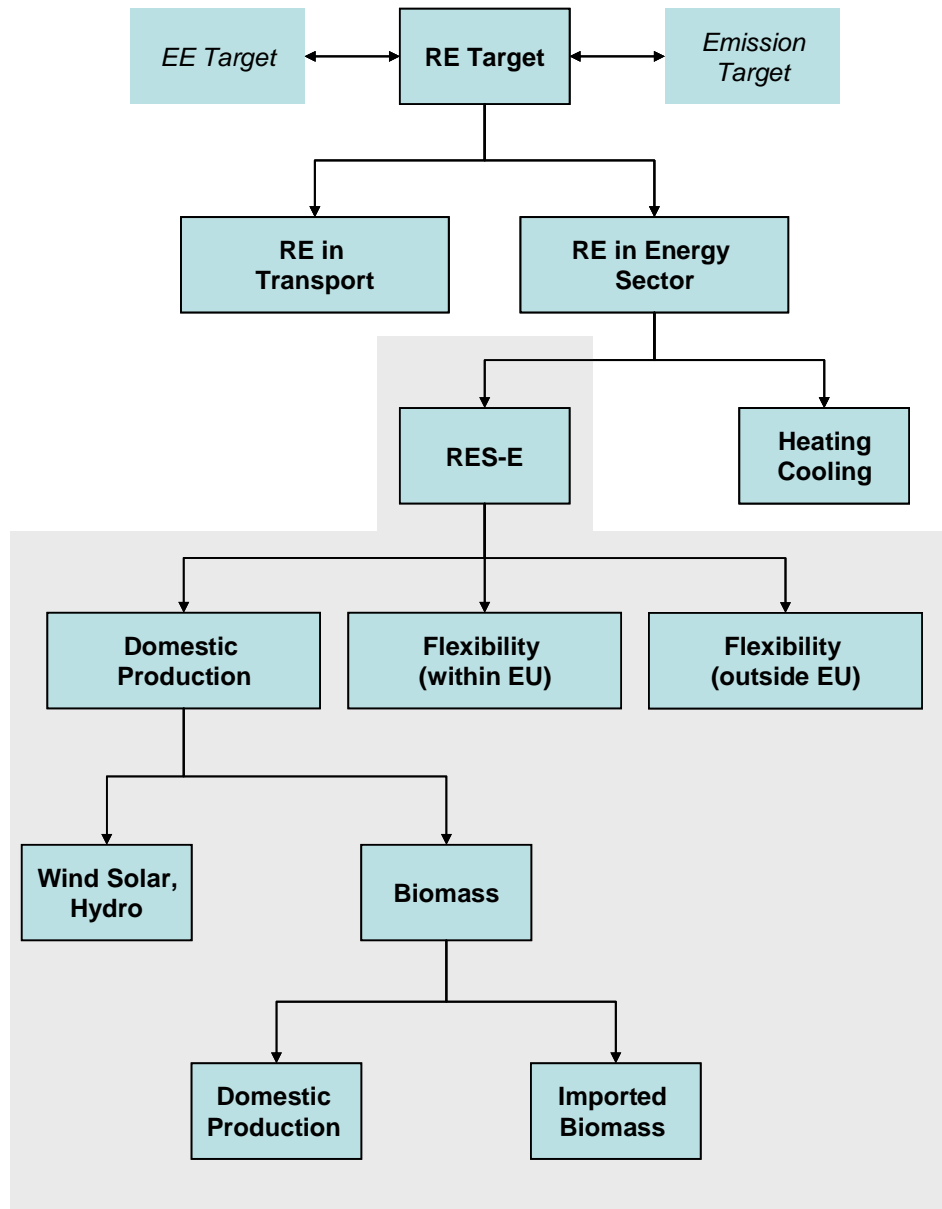 EE Target
RE Target
Emission
Target
RE in
Transport
RE in Energy
Sector
RES-E
Heating
Cooling
Domestic
Production
Flexibility
(within EU)
Flexibility
(outside EU)
Wind Solar,
Hydro
Biomass
Domestic
Production
Imported
Biomass